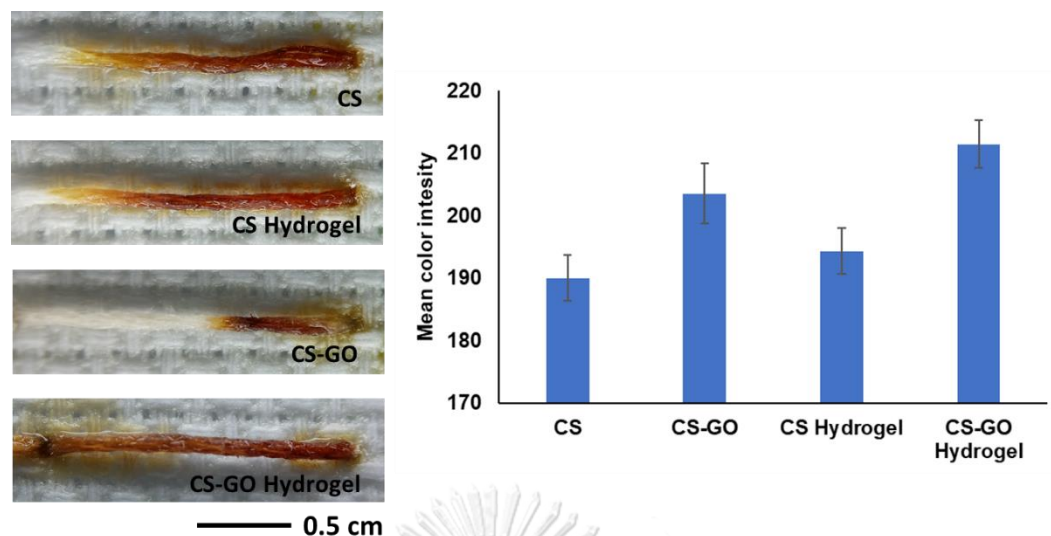 CS
CS Hydrogel
CS-GO
CS-GO Hydrogel
0.5 cm
Mean color intesity
220
210
200
190
180
170
CS
CS-GO
CS Hydrogel
CS-GO
Hydrogel